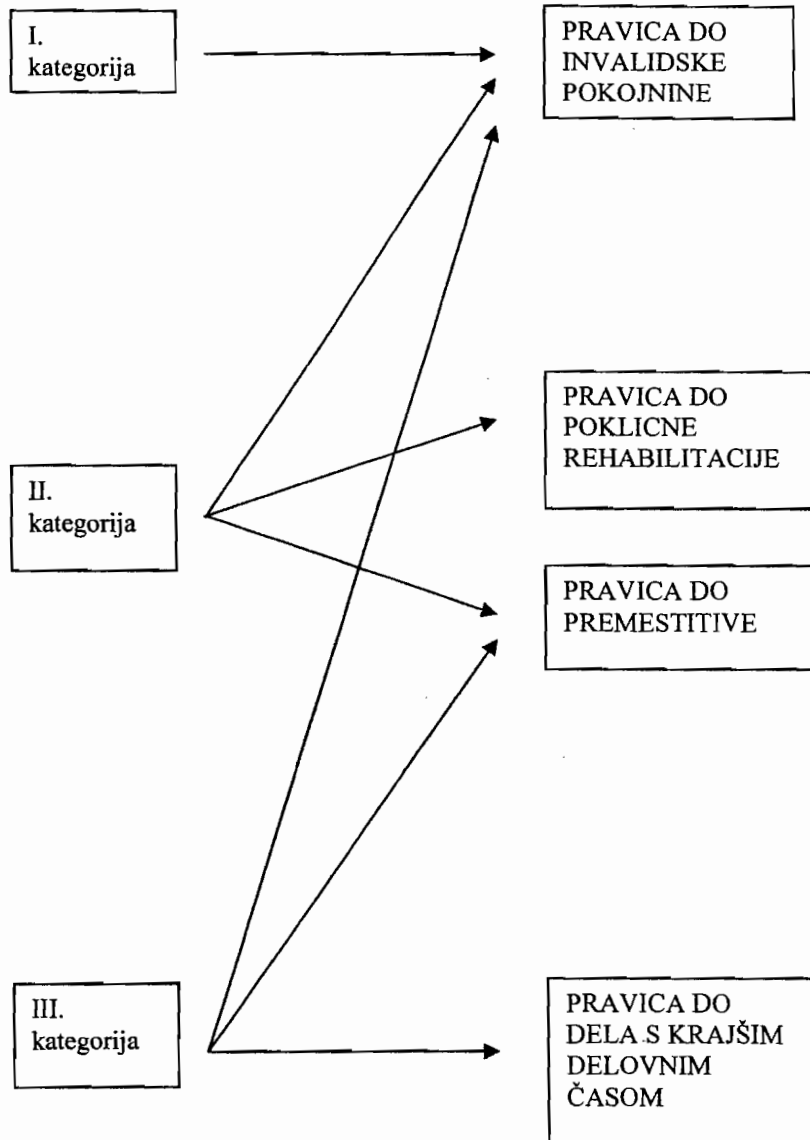 I.
kategorija
PRAVICA DO
INVALIDSKE
POKOJNINE
PRAVICA DO
POKLICNE
REHABILITACIJE
II.
kategorija
PRAVICA DO
PREMESTITIVE
III.
kategorija
PRAVICA DO
DELA S KRAJŠIM
DELOVNIM
ČASOM